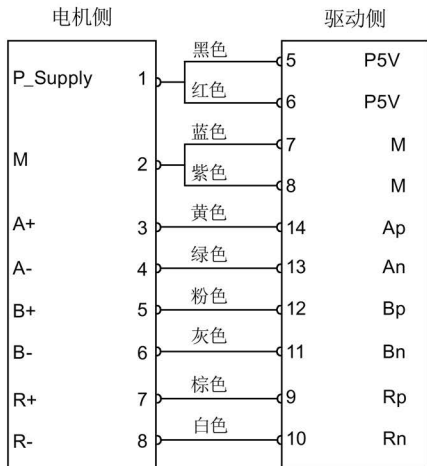 电机侧 驱动侧
黑色 5 P5V
P_Supply 1
红色 6 P5V
蓝色 7 M
M 2
紫色 8 M
A+ 3 黄色 14 Ap
A- 4 绿色 13 An
B+ 5 粉色 12 Bp
B- 6 灰色 11 Bn
R+ 7 棕色 9 Rp
R- 8 白色 10 Rn